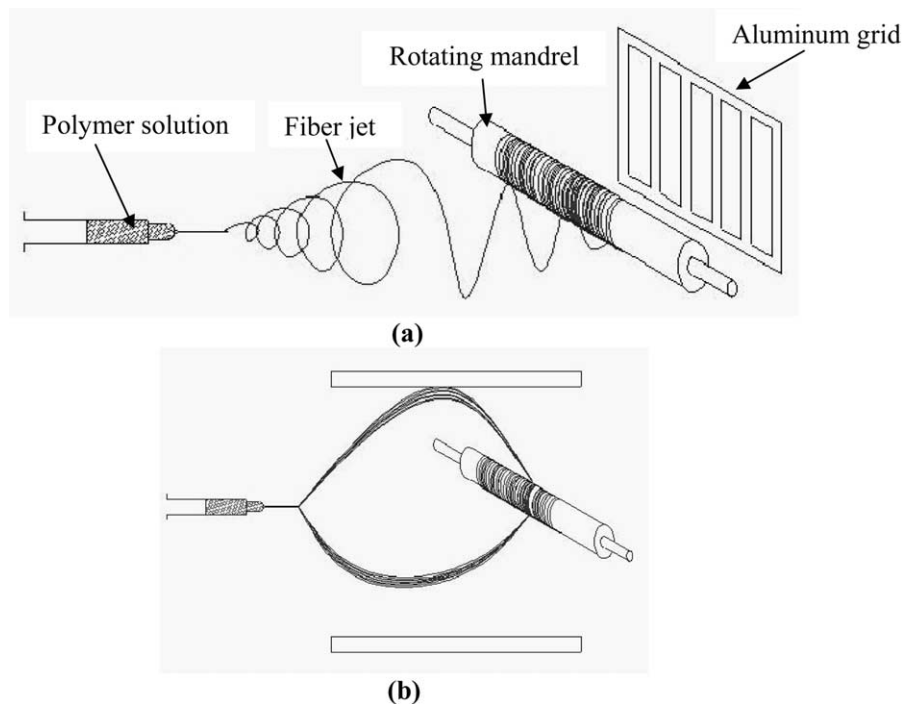 Aluminum grid
Rotating mandrel
Polymer solution
Fiber jet
(a)
(b)